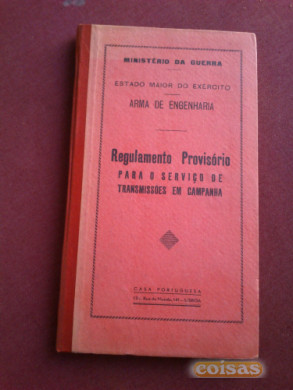 MINISTÉRIO DA GUERRA
ESTADO MAIOR DO EXÉRCITO
ARMA DE ENGENHARIA
Regulamento Provisório
PARA O SERVIÇO DE
TRANSMISSÕES EM CAMPANHA
CASA PORTUGUESA
LISBOA
coisas